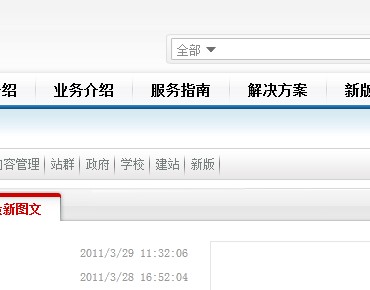 全部
绍 业务介绍 服务指南 解决方案 新版
内容管理 站群 政府 学校 建站 新版
最新图文
2011/3/29 11:32:06
2011/3/28 16:52:04